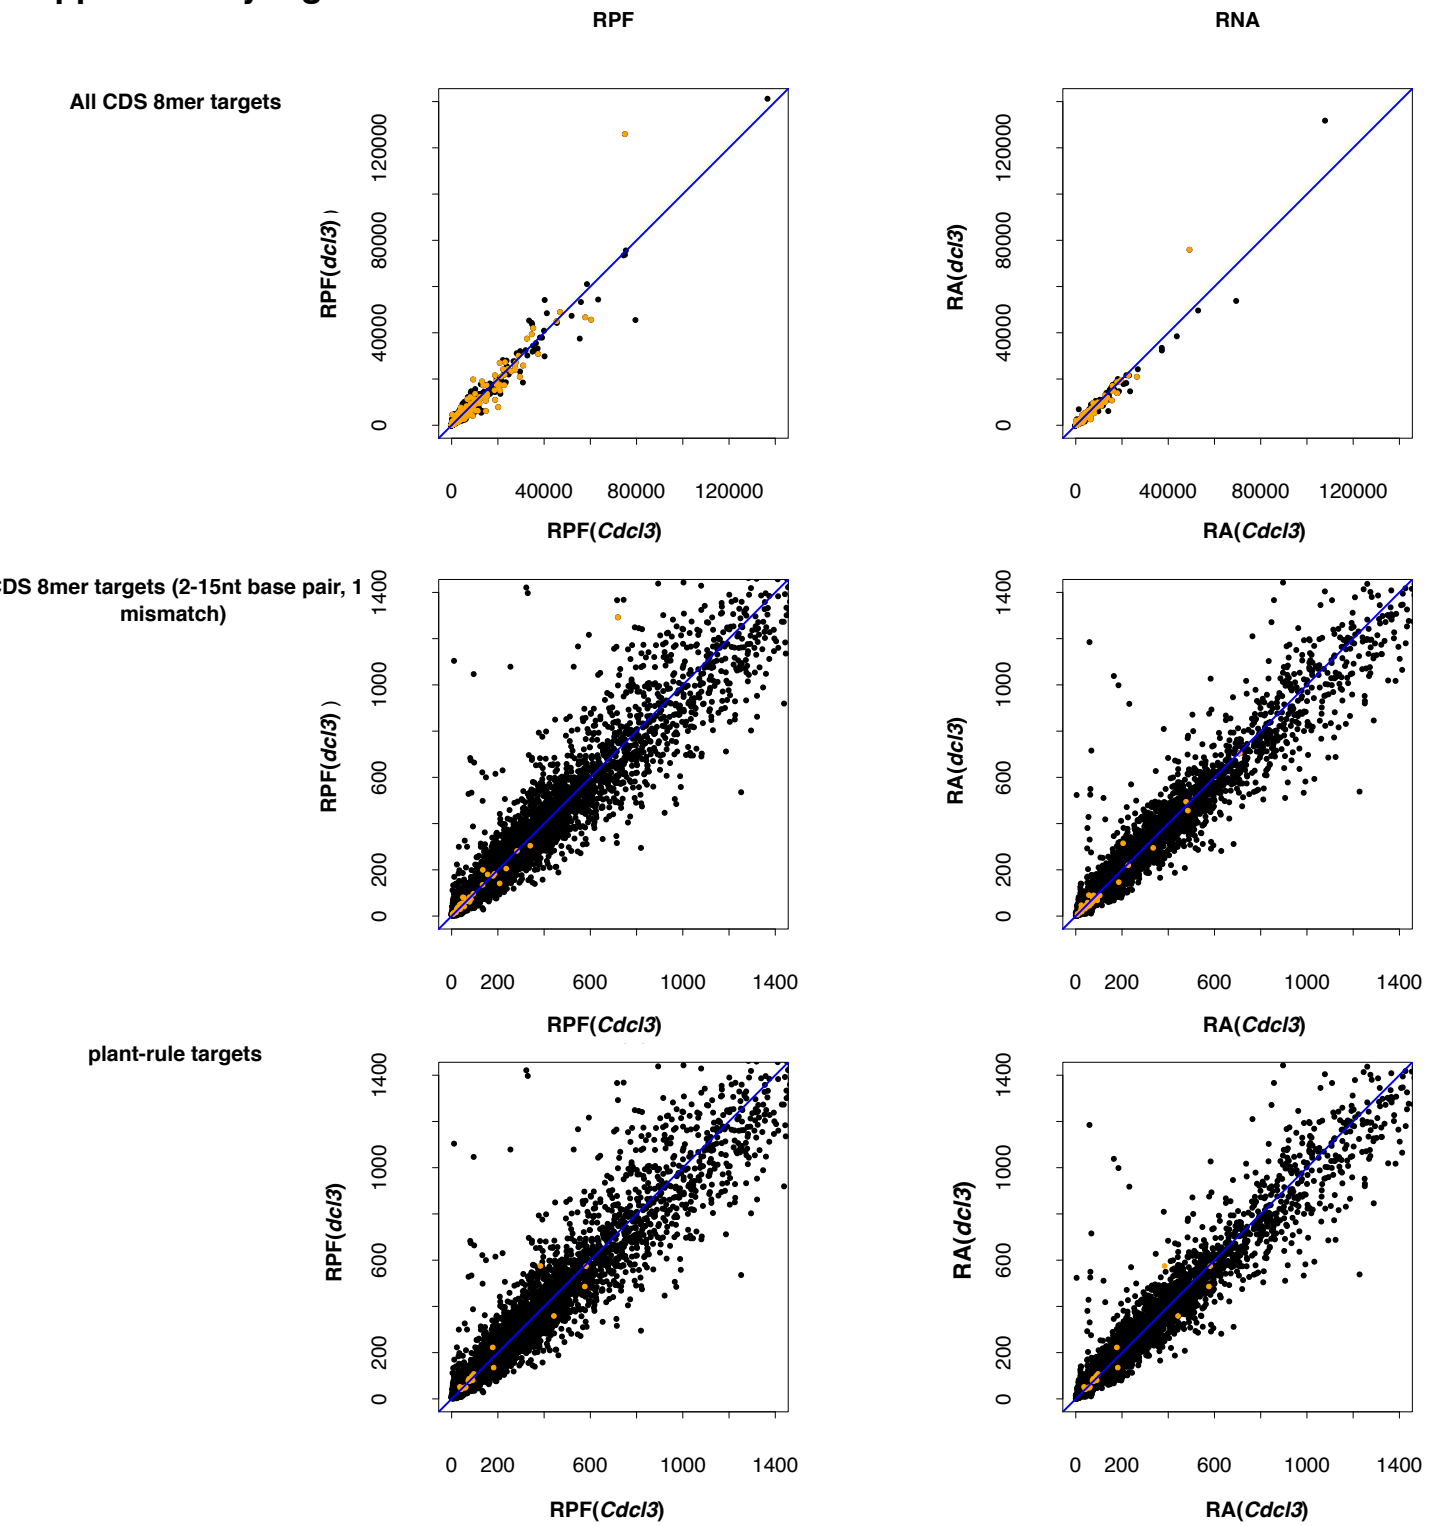 RPF
RNA
All CDS 8mer targets
120000
80000
40000
0
RPF(dcl3) )
0 40000 80000 120000
RPF(Cdcl3)
120000
80000
40000
0
RA(dcl3)
0 40000 80000 120000
RA(Cdcl3)
CDS 8mer targets (2-15nt base pair, 1
mismatch)
1400
1000
600
200
0
RPF(dcl3) )
0 200 600 1000 1400
RPF(Cdcl3)
1400
1000
600
200
0
RA(dcl3)
0 200 600 1000 1400
RA(Cdcl3)
plant-rule targets
1400
1000
600
200
0
RPF(dcl3)
0 200 600 1000 1400
RPF(Cdcl3)
1400
1000
600
200
0
RA(dcl3)
0 200 600 1000 1400
RA(Cdcl3)